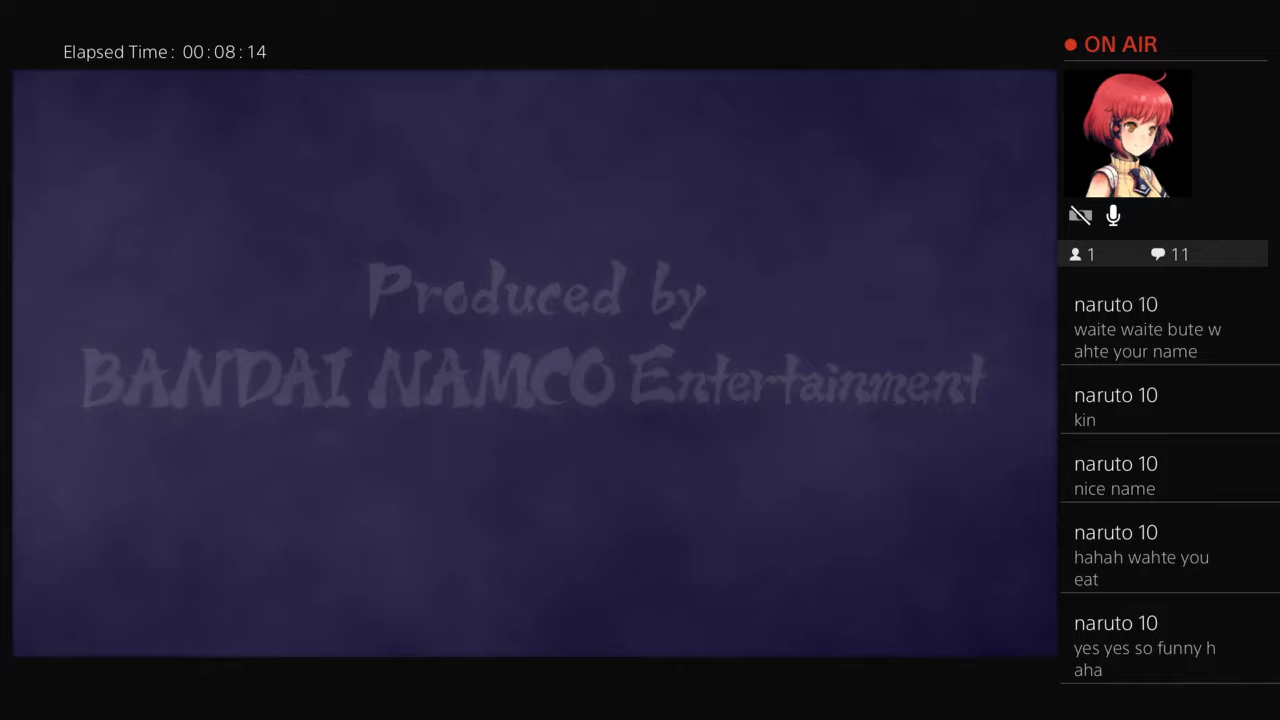 Elapsed Time: 00:08:14
ON AIR
Produced by
BANDAI NAMCO Entertainment
1 11
naruto 10
waite waite bute w
ahte your name
naruto 10
kin
naruto 10
nice name
naruto 10
hahah wahte you
eat
naruto 10
yes yes so funny h
aha